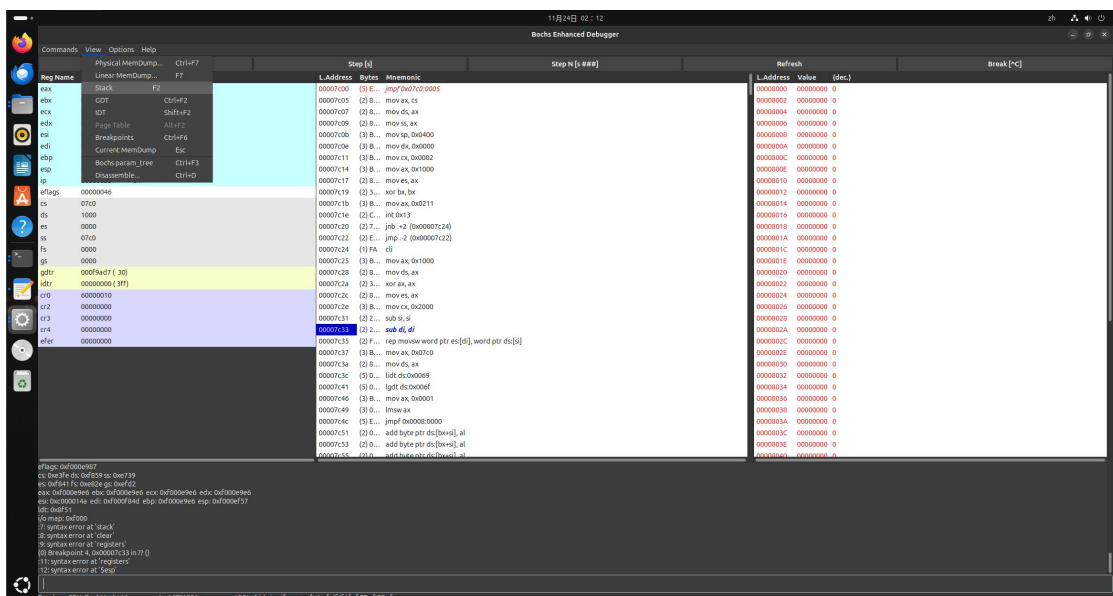 11月24日 02：12
zh
Bochs Enhanced Debugger
Commands View Options Help
Physical MemDump... Ctrl+F7
Linear MemDump... F7
Stack F2
GDT Ctrl+F2
IDT Shift+F2
Page Table Alt+F2
Breakpoints Ctrl+F6
Current MemDump Esc
Bochs param_tree Ctrl+F3
Disassemble... Ctrl+D
Step [s] Step N [s ###] Refresh Break [^C]
Reg Name
eax
ebx
ecx
edx
esi
edi
ebp
esp
ip
eflags 00000046
cs 07c0
ds 1000
es 0000
ss 07c0
fs 0000
gs 0000
gdtr 000f9ad7 ( 30)
idtr 00000000 ( 3ff)
cr0 60000010
cr2 00000000
cr3 00000000
cr4 00000000
efer 00000000
L.Address Bytes Mnemonic
00007c00 (5) E... jmpf 0x07c0:0005
00007c05 (2) 8... mov ax, cs
00007c07 (2) 8... mov ds, ax
00007c09 (2) 8... mov ss, ax
00007c0b (3) B... mov sp, 0x0400
00007c0e (3) B... mov dx, 0x0000
00007c11 (3) B... mov cx, 0x0002
00007c14 (3) B... mov ax, 0x1000
00007c17 (2) 8... mov es, ax
00007c19 (2) 3... xor bx, bx
00007c1b (3) B... mov ax, 0x0211
00007c1e (2) C... int 0x13
00007c20 (2) 7... jnb .+2 (0x00007c24)
00007c22 (2) E... jmp .-2 (0x00007c22)
00007c24 (1) FA cli
00007c25 (3) B... mov ax, 0x1000
00007c28 (2) 8... mov ds, ax
00007c2a (2) 3... xor ax, ax
00007c2c (2) 8... mov es, ax
00007c2e (3) B... mov cx, 0x2000
00007c31 (2) 2... sub si, si
00007c33 (2) 2... sub di, di
00007c35 (2) F... rep movsw word ptr es:[di], word ptr ds:[si]
00007c37 (3) B... mov ax, 0x07c0
00007c3a (2) 8... mov ds, ax
00007c3c (5) 0... lidt ds:0x0069
00007c41 (5) 0... lgdt ds:0x006f
00007c46 (3) B... mov ax, 0x0001
00007c49 (3) 0... lmsw ax
00007c4c (5) E... jmpf 0x0008:0000
00007c51 (2) 0... add byte ptr ds:[bx+si], al
00007c53 (2) 0... add byte ptr ds:[bx+si], al
00007c55 (2) 0... add byte ptr ds:[bx+si], al
L.Address Value (dec.)
00008000 00000000 0
00008002 00000000 0
00008004 00000000 0
00008006 00000000 0
00008008 00000000 0
0000800A 00000000 0
0000800C 00000000 0
0000800E 00000000 0
00008010 00000000 0
00008012 00000000 0
00008014 00000000 0
00008016 00000000 0
00008018 00000000 0
0000801A 00000000 0
0000801C 00000000 0
0000801E 00000000 0
00008020 00000000 0
00008022 00000000 0
00008024 00000000 0
00008026 00000000 0
00008028 00000000 0
0000802A 00000000 0
0000802C 00000000 0
0000802E 00000000 0
00008030 00000000 0
00008032 00000000 0
00008034 00000000 0
00008036 00000000 0
00008038 00000000 0
0000803A 00000000 0
0000803C 00000000 0
0000803E 00000000 0
00008040 00000000 0
eflags: 0xf000e987
cs: 0xe3fe ds: 0xf859 ss: 0xe739
es: 0xf841 fs: 0xe82e gs: 0xefd2
eax: 0xf000e9e6 ebx: 0xf000e9e6 ecx: 0xf000e9e6 edx: 0xf000e9e6
esi: 0xc000014a edi: 0xf000f84d ebp: 0xf000e9e6 esp: 0xf000ef57
ldt: 0x8f51
i/o map: 0xf000
:7: syntax error at 'stack'
:8: syntax error at 'clear'
:9: syntax error at 'registers'
(0) Breakpoint 4, 0x00007c33 in ?? ()
:11: syntax error at 'registers'
:12: syntax error at '$esp'